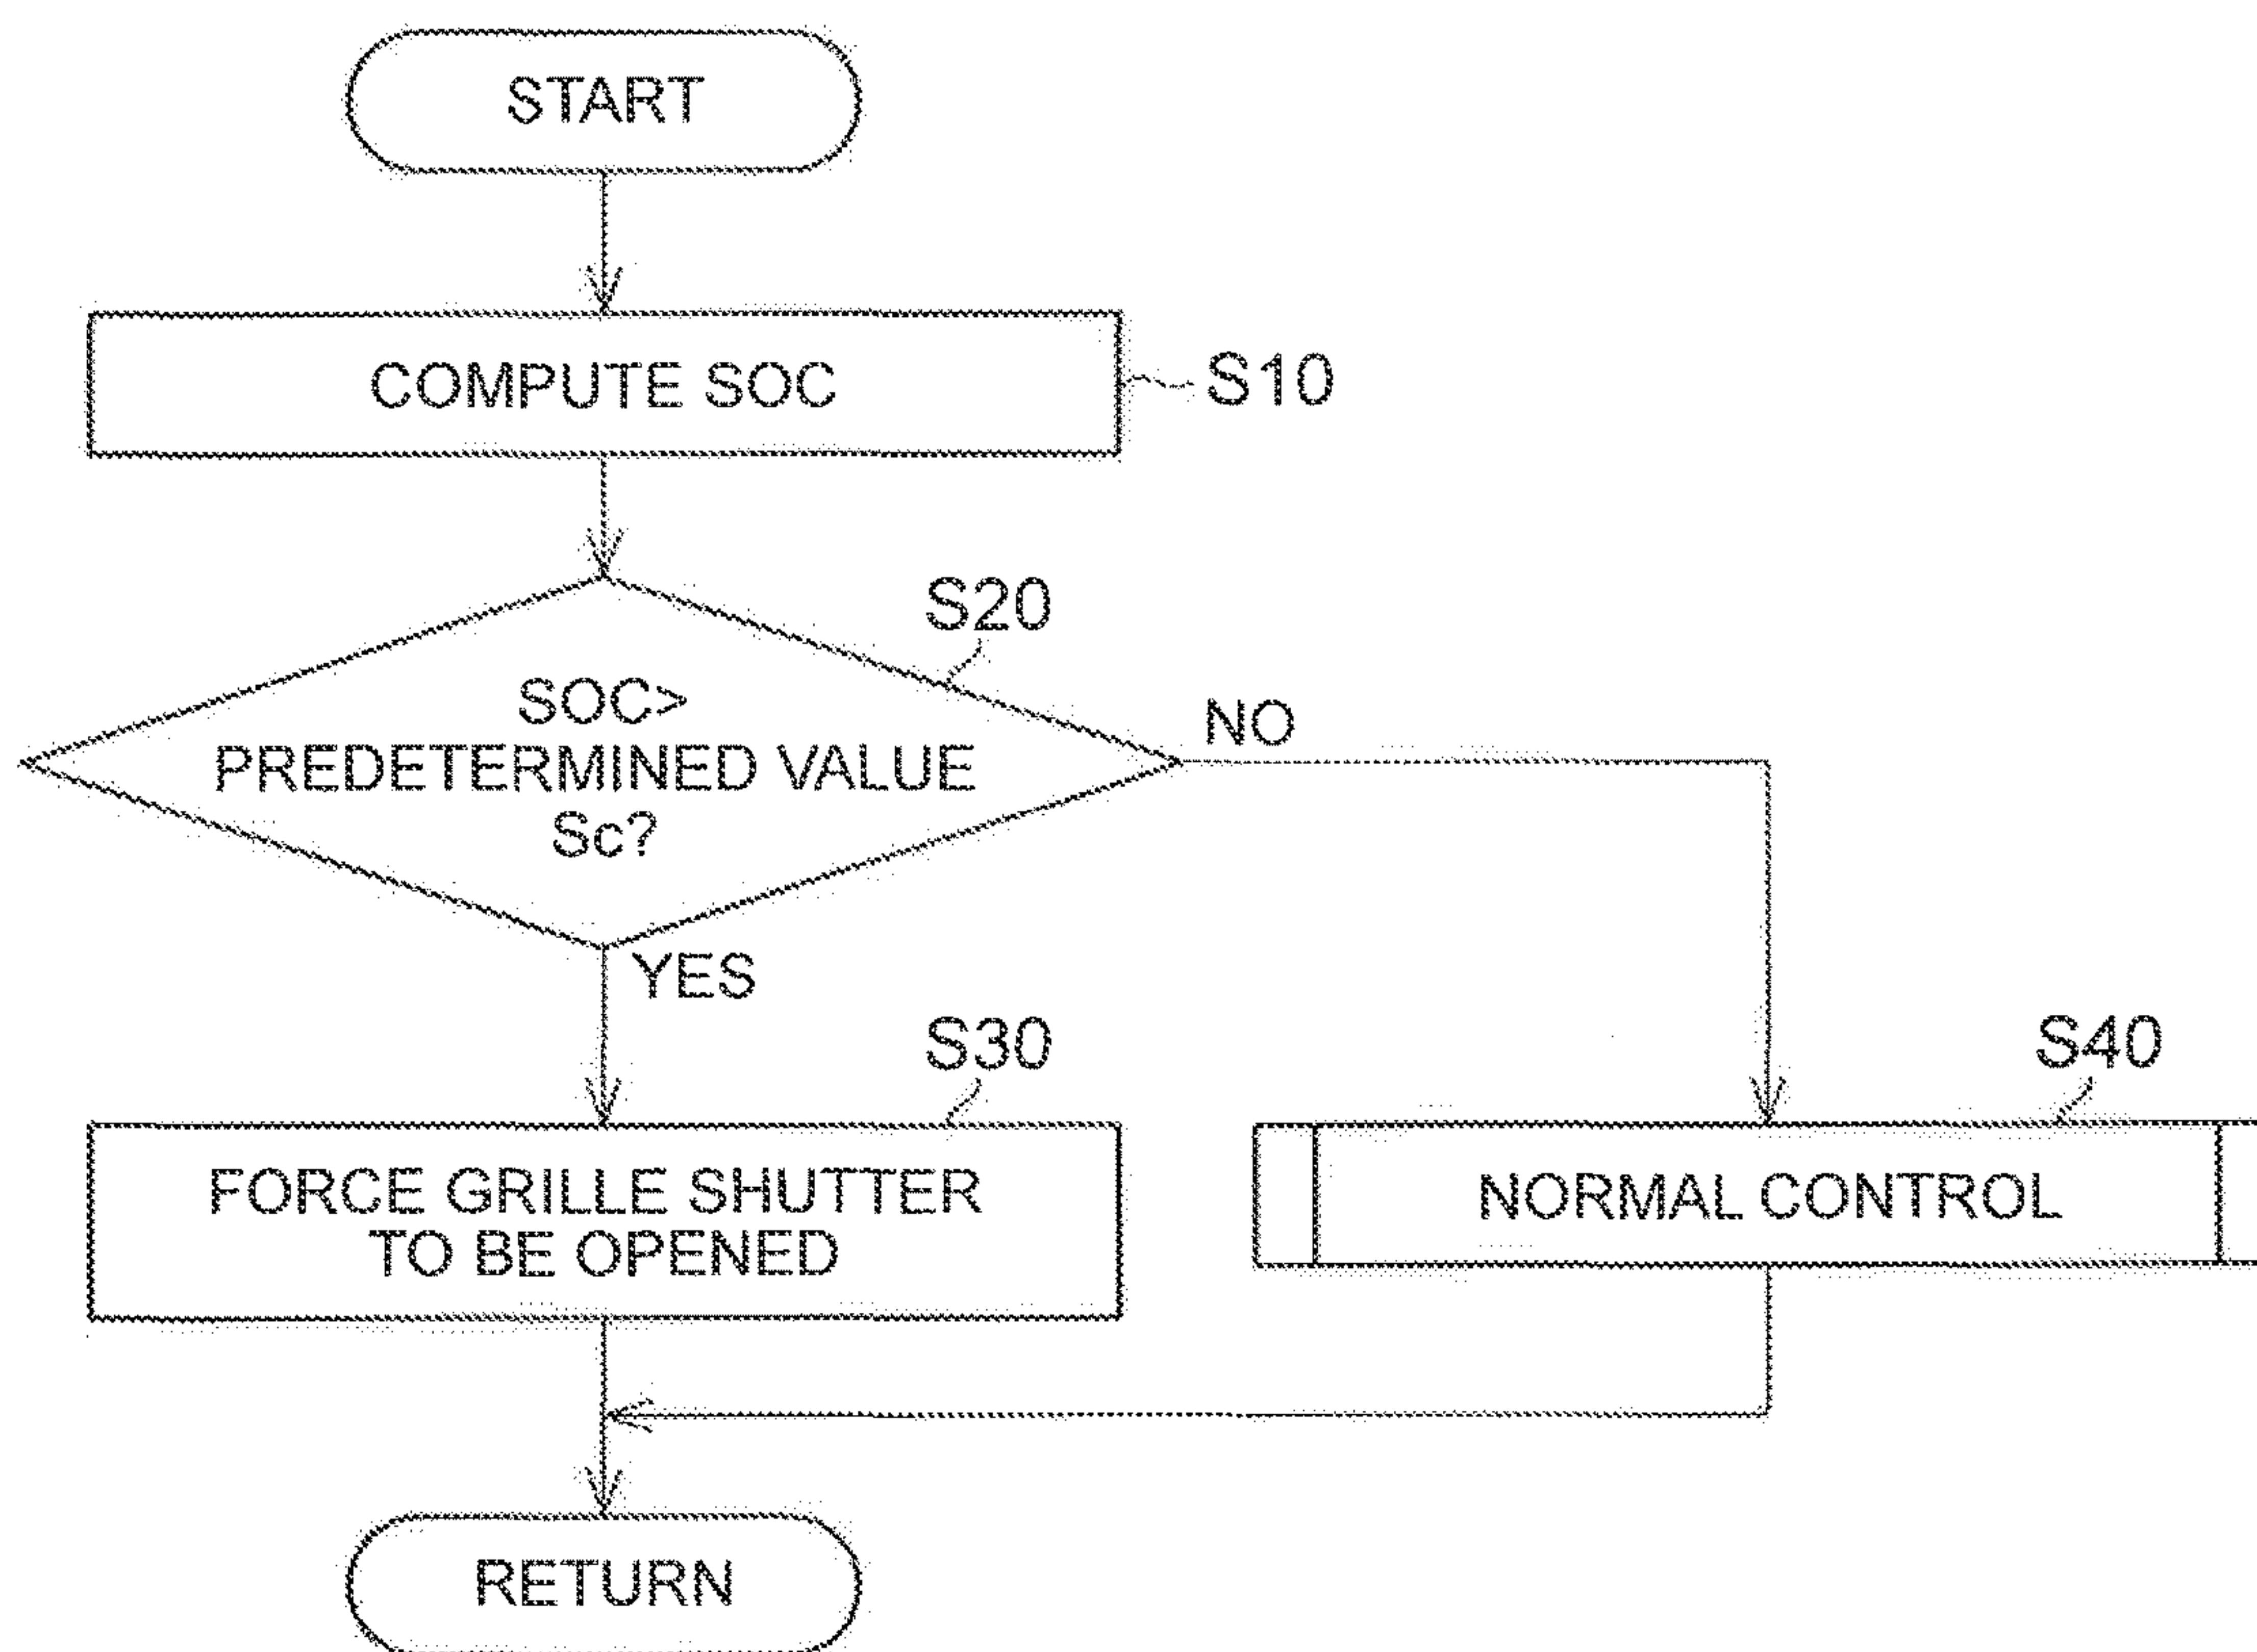 START
COMPUTE SOC
S10
S20
SOC>
PREDETERMINED VALUE
Sc?
NO
YES
S30
FORCE GRILLE SHUTTER
TO BE OPENED
S40
NORMAL CONTROL
RETURN